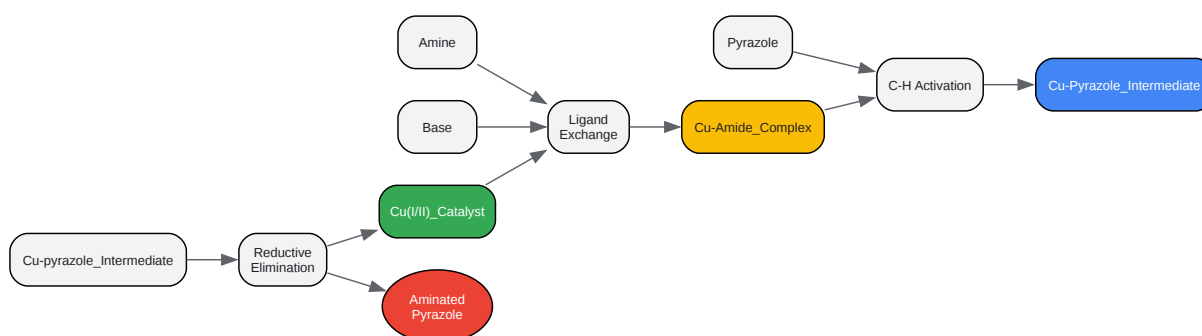 Amine
Pyrazole
C-H Activation
Cu-Pyrazole_Intermediate
Base
Ligand
Exchange
Cu-Amide_Complex
Cu(I/II)_Catalyst
Cu-pyrazole_Intermediate
Reductive
Elimination
Aminated
Pyrazole